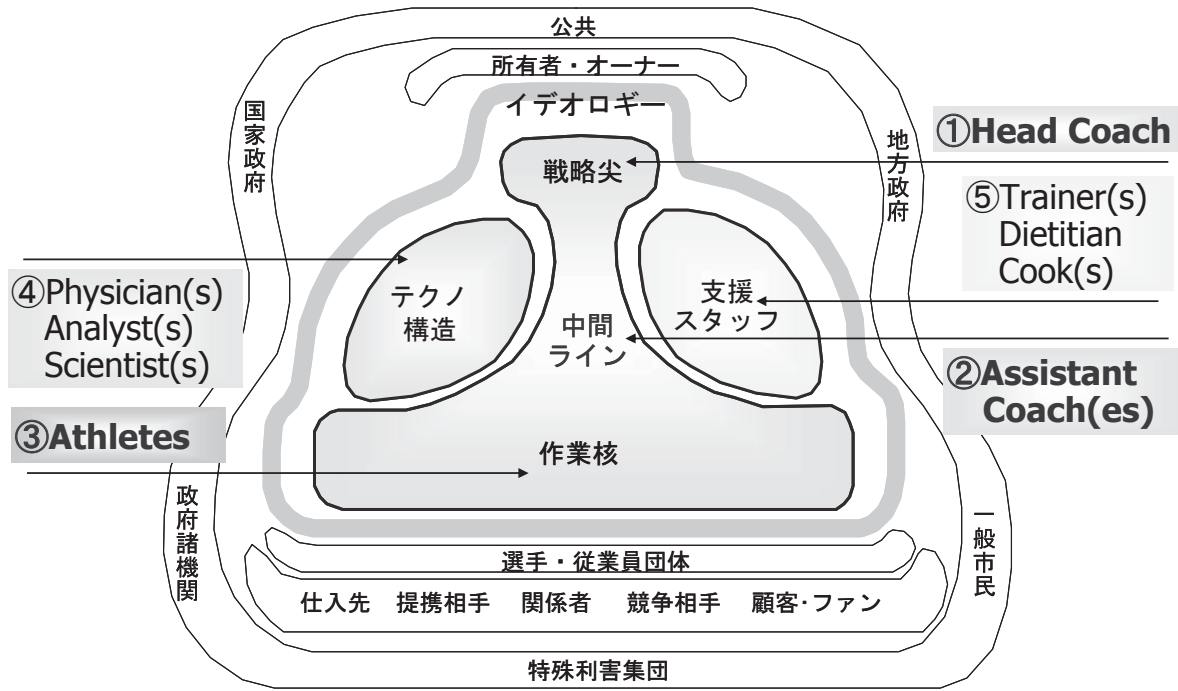 公共
所有者・オーナー
イデオロギー
国家政府
地方政府
①Head Coach
戦略尖
⑤Trainer(s)
Dietitian
Cook(s)
④Physician(s)
Analyst(s)
Scientist(s)
テクノ
構造
支援
スタッフ
中間
ライン
②Assistant
Coach(es)
③Athletes
作業核
政府諸機関
一般市民
選手・従業員団体
仕入先 提携相手 関係者 競争相手 顧客・ファン
特殊利害集団